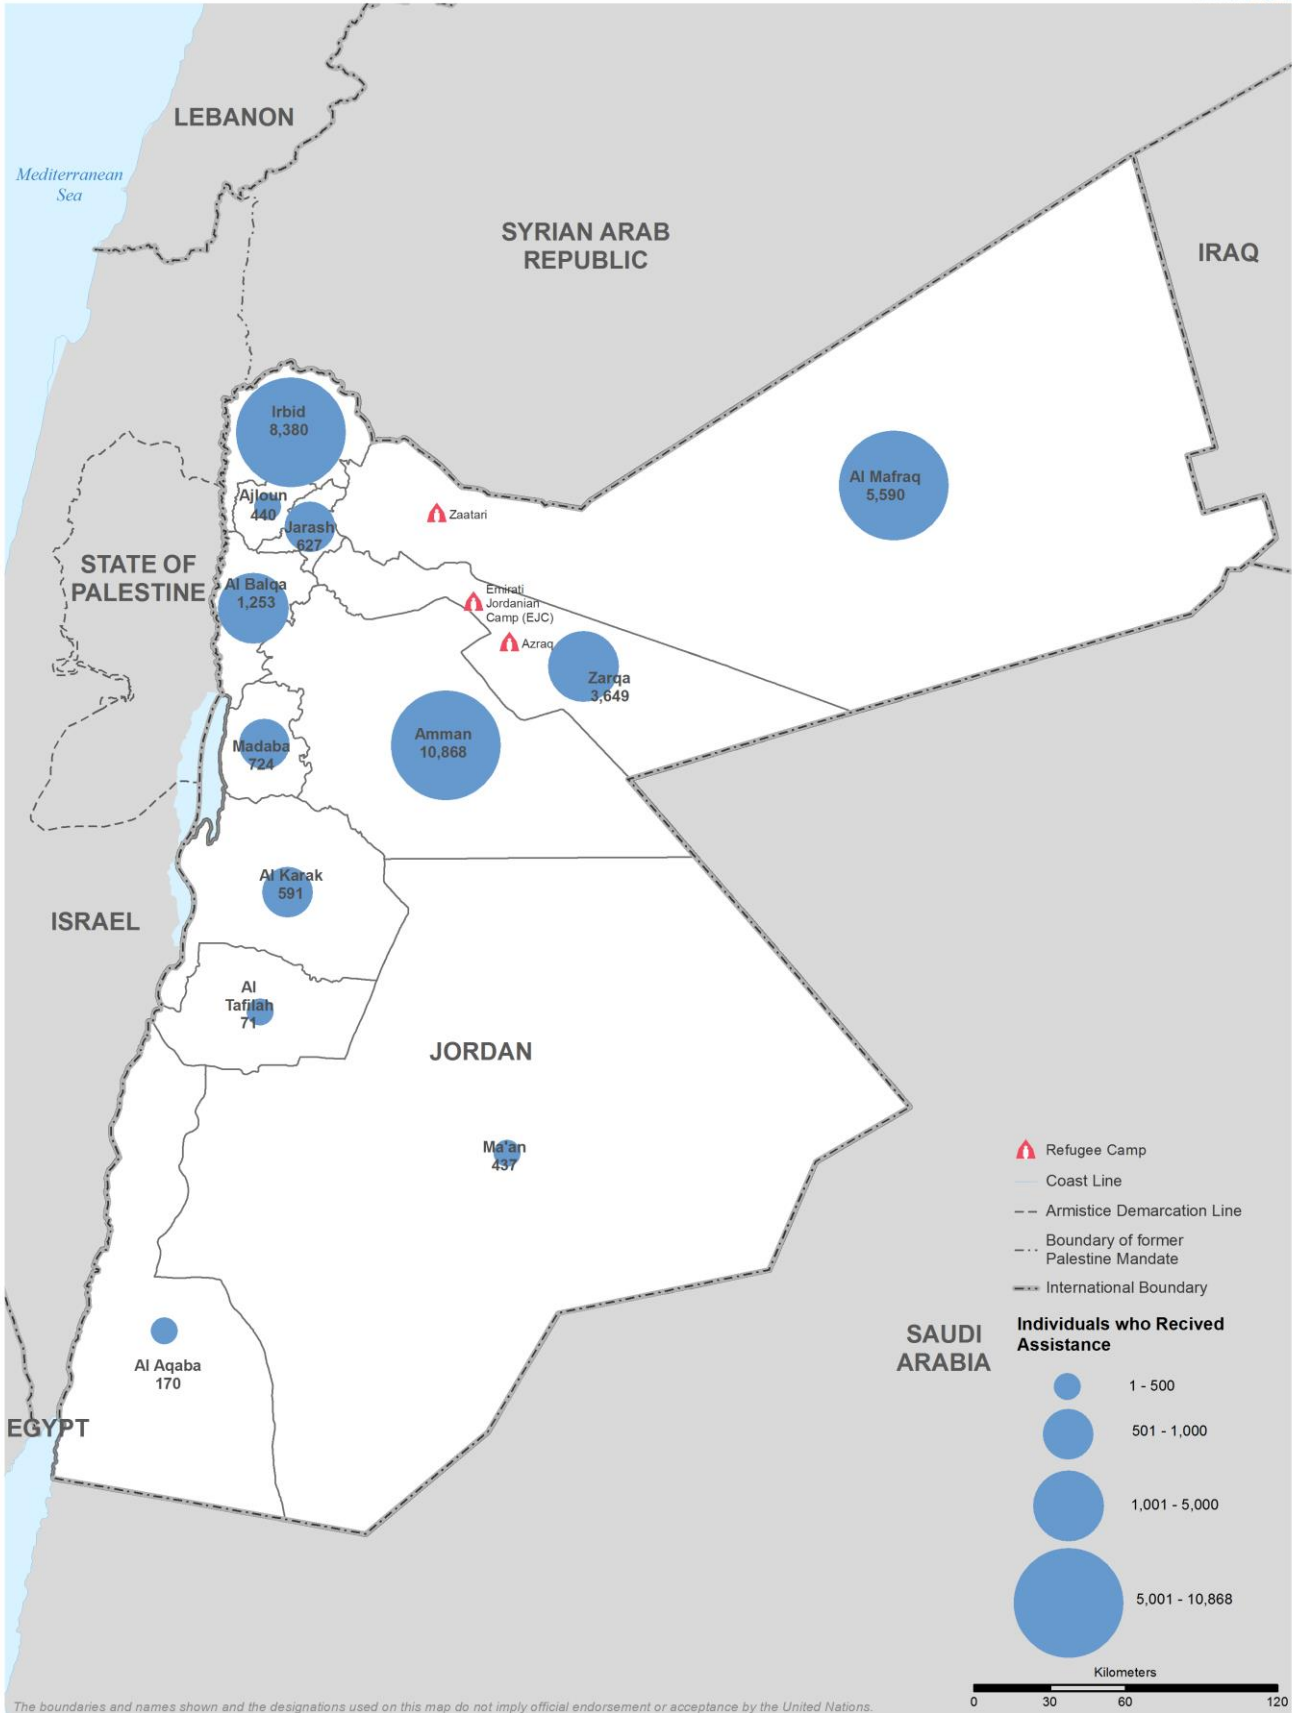 LEBANON
Mediterranean
Sea
SYRIAN ARAB
REPUBLIC
IRAQ
Irbid
8,380
Al Mafraq
5,590
Ajloun
440
Jarash
627
Zaatari
STATE OF
PALESTINE
Al Balqa
1,253
Emirati
Jordanian
Camp (EJC)
Azraq
Zarqa
3,649
Madaba
724
Amman
10,868
Al Karak
591
ISRAEL
Al
Tafilah
71
JORDAN
Ma'an
437
Al Aqaba
170
EGYPT
SAUDI
ARABIA
Refugee Camp
Coast Line
Armistice Demarcation Line
Boundary of former
Palestine Mandate
International Boundary
Individuals who Recived
Assistance
1 - 500
501 - 1,000
1,001 - 5,000
5,001 - 10,868
Kilometers
0 30 60 120
The boundaries and names shown and the designations used on this map do not imply official endorsement or acceptance by the United Nations.